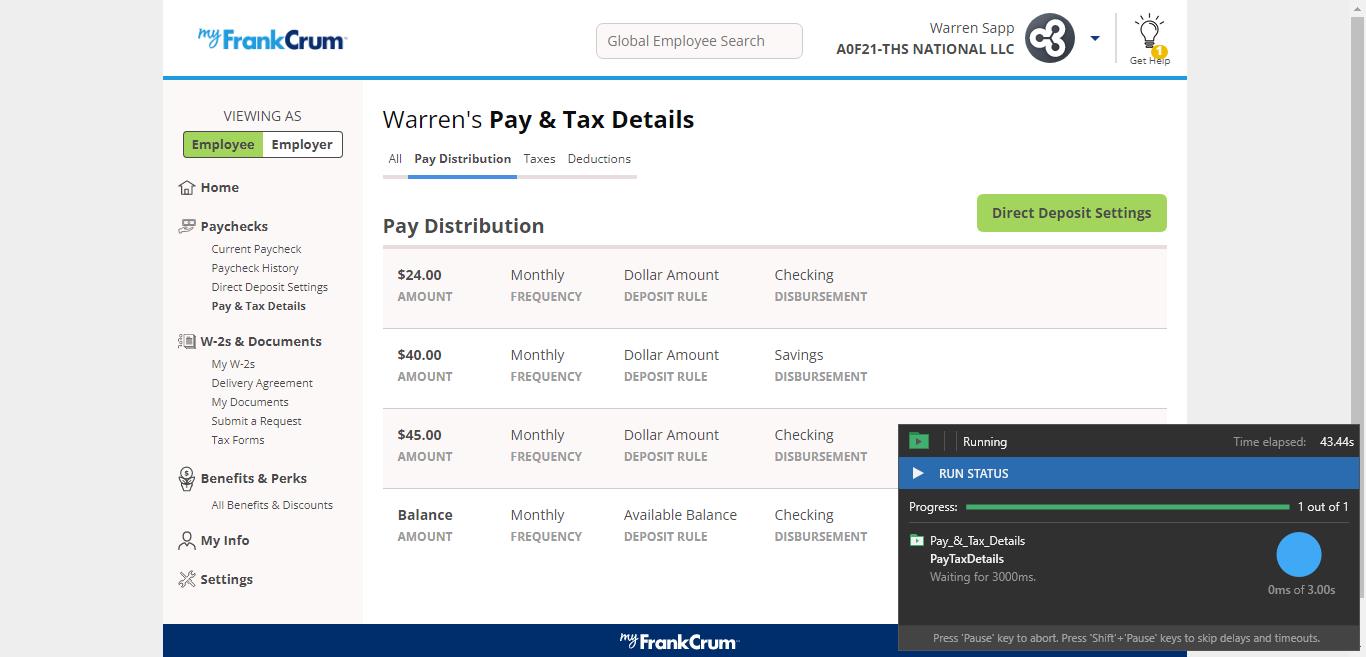 myFrankCrum
Global Employee Search
Warren Sapp
A0F21-THS NATIONAL LLC
1
Get Help
VIEWING AS
Employee Employer
Home
Paychecks
Current Paycheck
Paycheck History
Direct Deposit Settings
Pay & Tax Details
W-2s & Documents
My W-2s
Delivery Agreement
My Documents
Submit a Request
Tax Forms
Benefits & Perks
All Benefits & Discounts
My Info
Settings
Warren's Pay & Tax Details
All Pay Distribution Taxes Deductions
Pay Distribution
Direct Deposit Settings
$24.00 Monthly Dollar Amount Checking
AMOUNT FREQUENCY DEPOSIT RULE DISBURSEMENT
$40.00 Monthly Dollar Amount Savings
AMOUNT FREQUENCY DEPOSIT RULE DISBURSEMENT
$45.00 Monthly Dollar Amount Checking
AMOUNT FREQUENCY DEPOSIT RULE DISBURSEMENT
Balance Monthly Available Balance Checking
AMOUNT FREQUENCY DEPOSIT RULE DISBURSEMENT
Running Time elapsed: 43.44s
RUN STATUS
Progress: 1 out of 1
Pay_&_Tax_Details
PayTaxDetails
Waiting for 3000ms.
0ms of 3.00s
Press 'Pause' key to abort. Press 'Shift'+'Pause' keys to skip delays and timeouts.
myFrankCrum